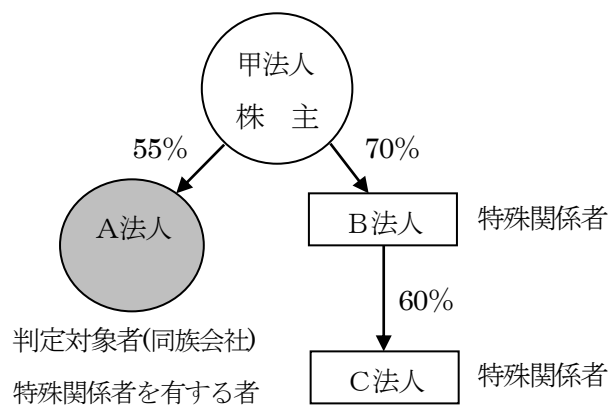 甲法人
株　主
55%
70%
A法人
B法人
特殊関係者
60%
判定対象者(同族会社)
特殊関係者を有する者
C法人
特殊関係者